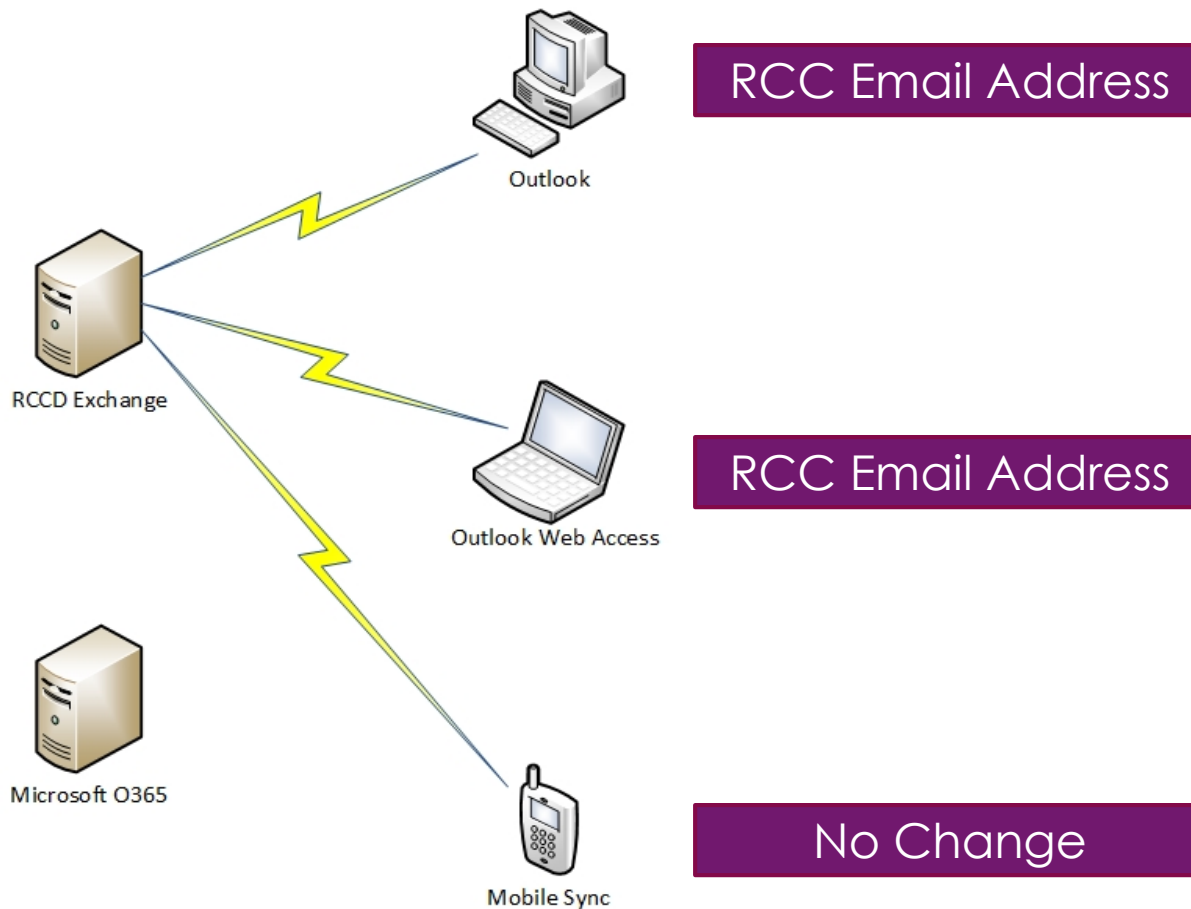 RCC Email Address
Outlook
RCCD Exchange
RCC Email Address
Outlook Web Access
Microsoft O365
No Change
Mobile Sync